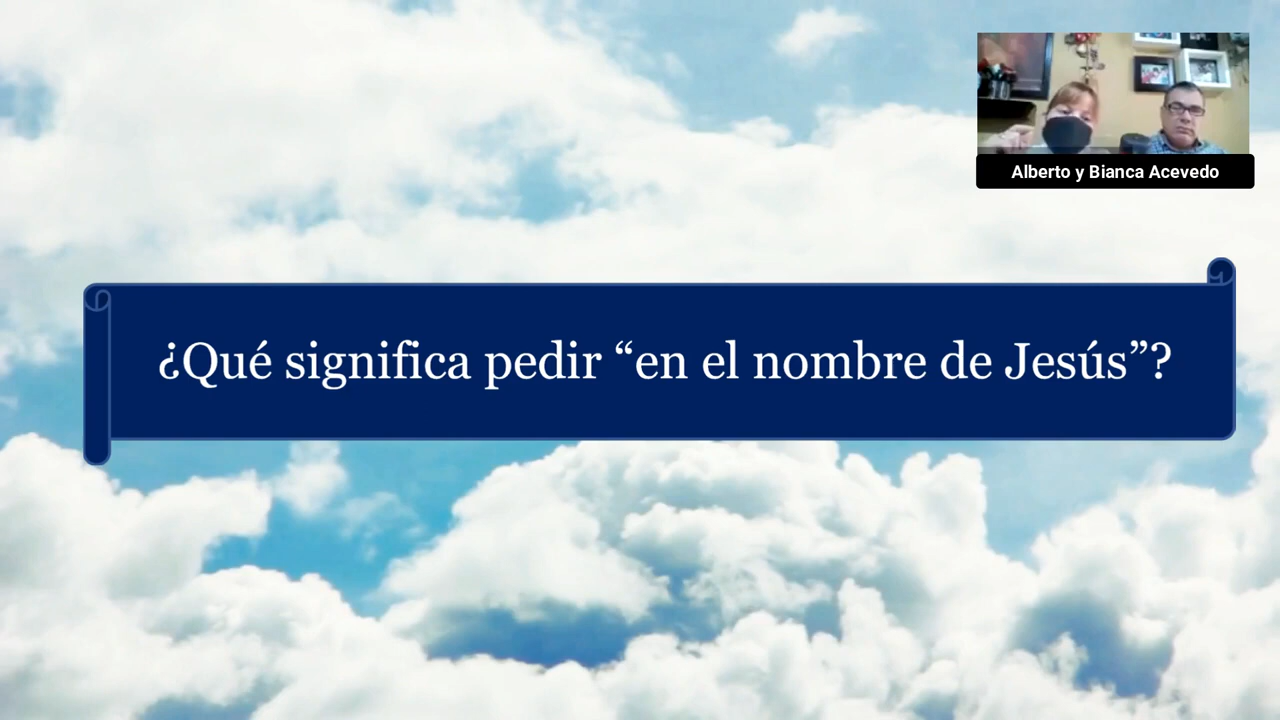 Alberto y Bianca Acevedo
¿Qué significa pedir “en el nombre de Jesús”?